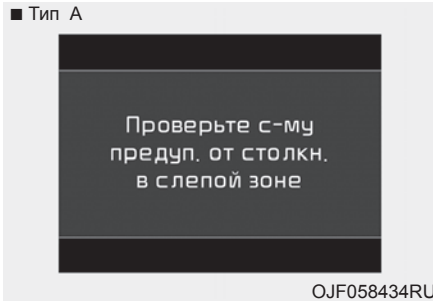 ■ Тип A
Проверьте с-му
предуп. от столкн.
в слепой зоне
OJF058434RU